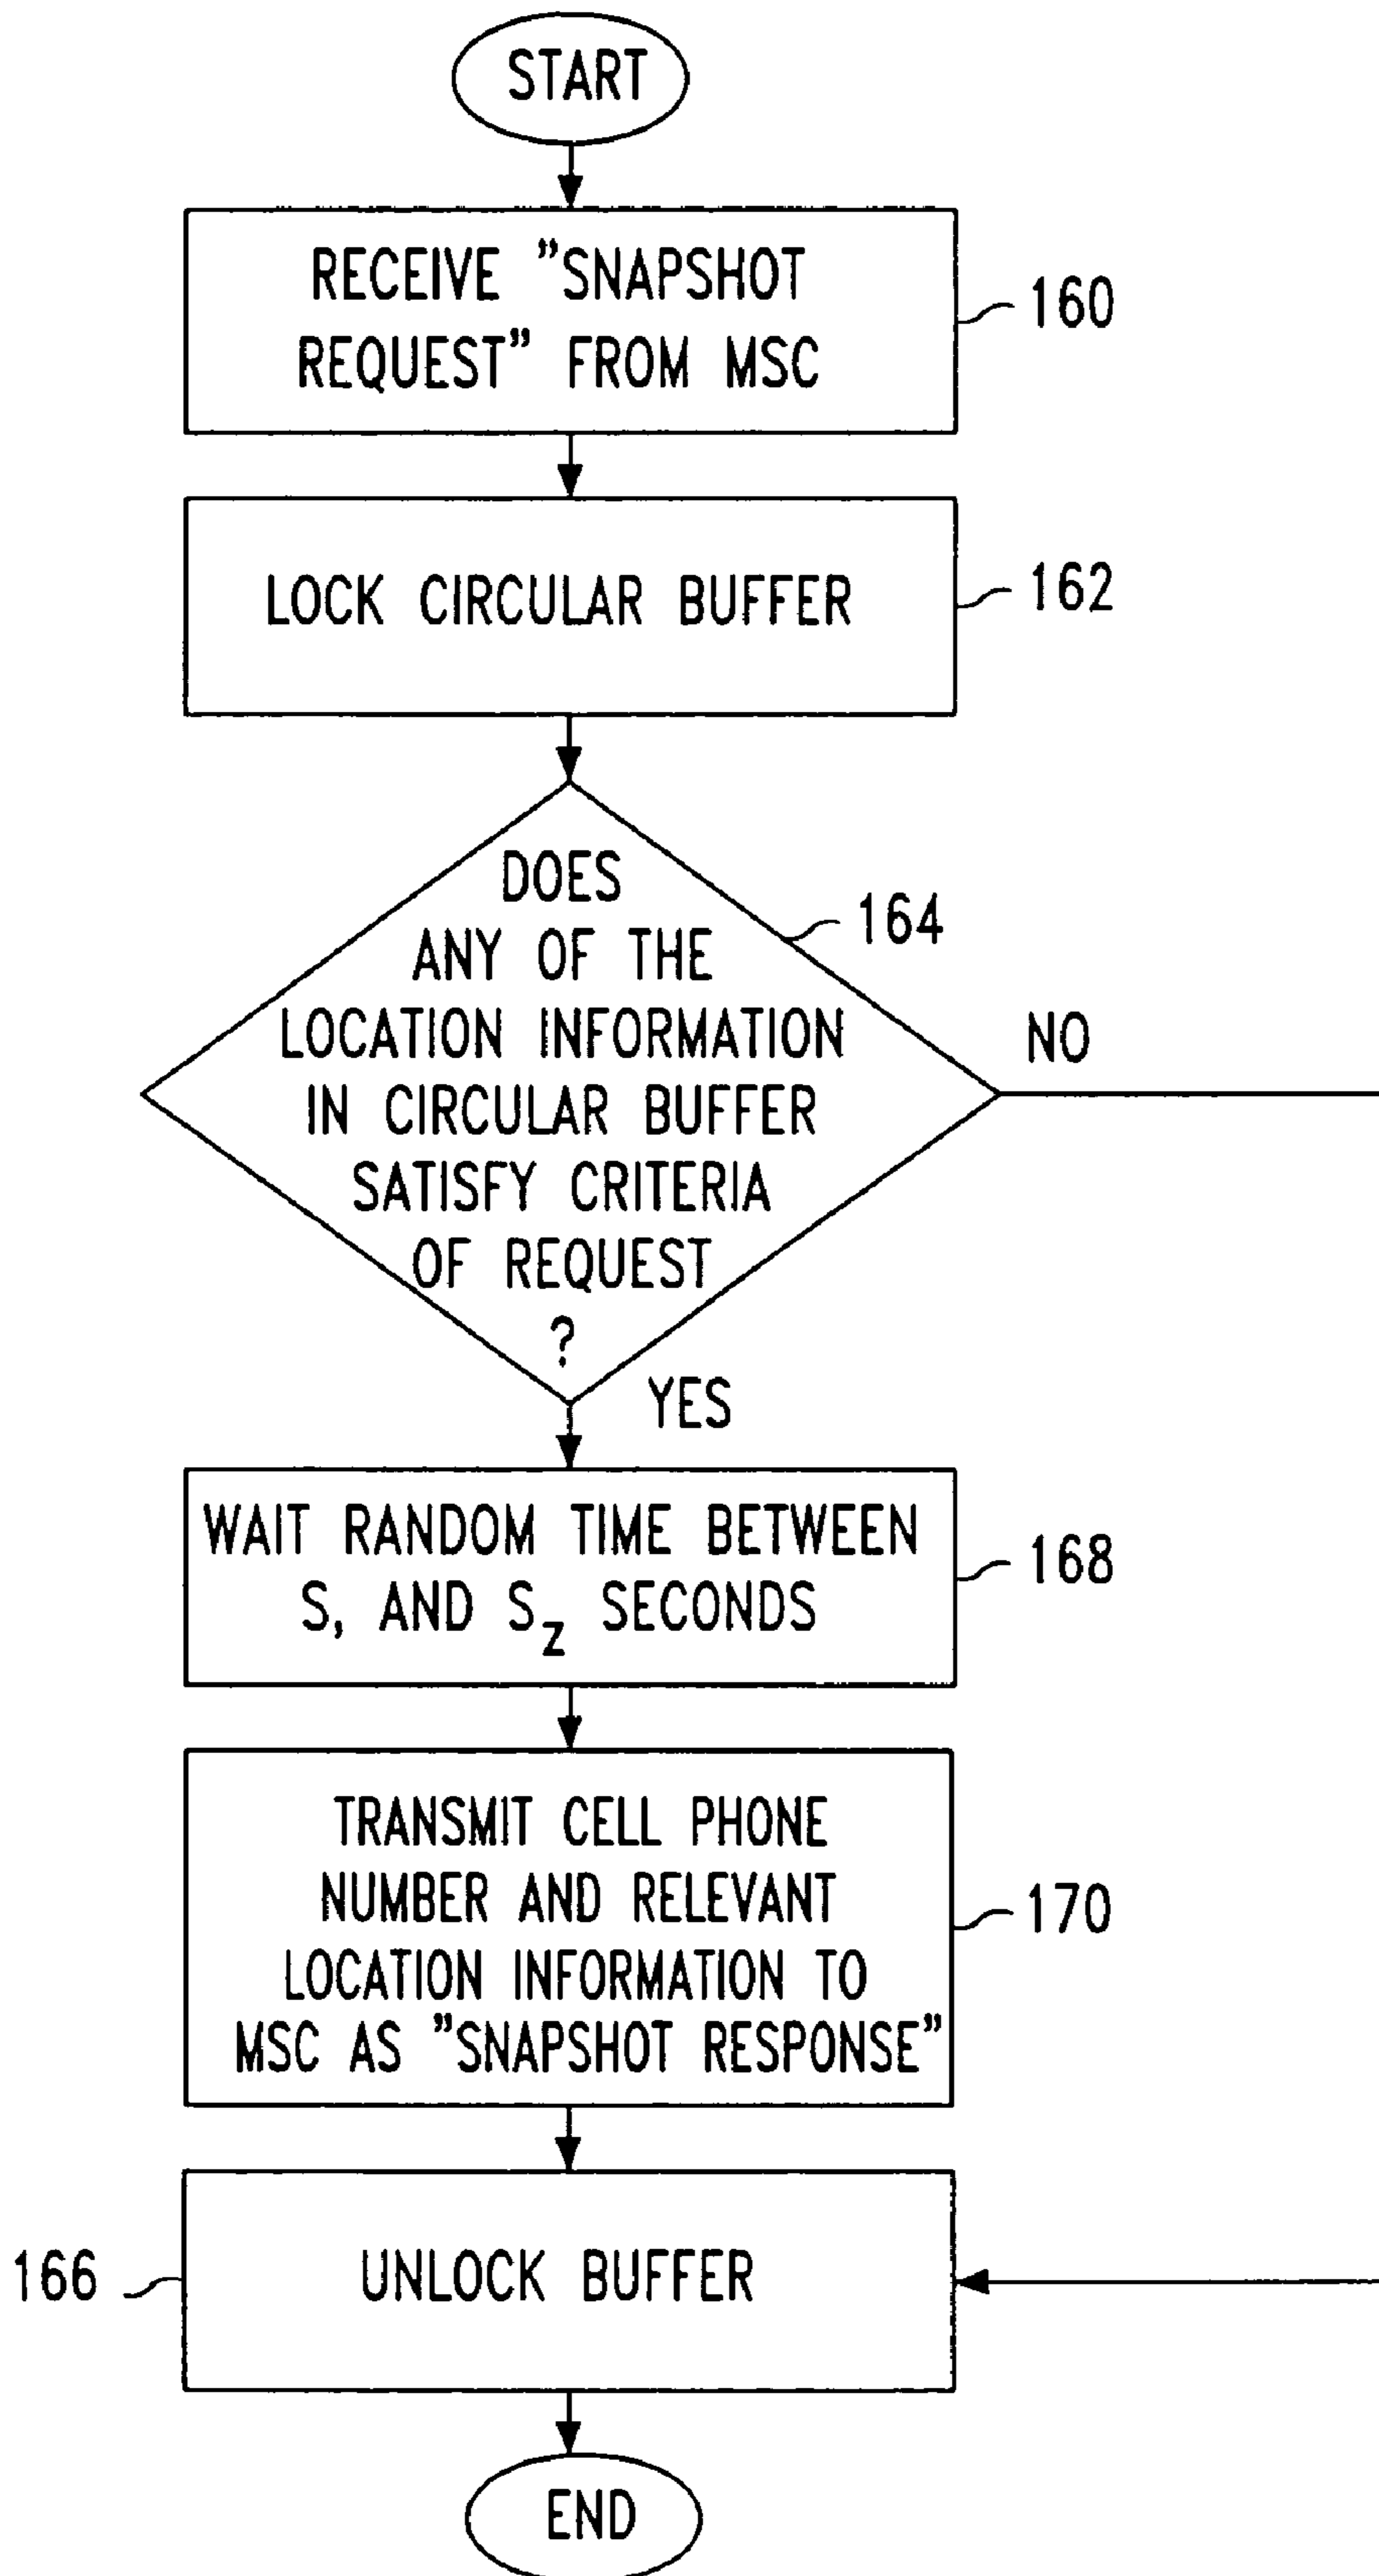 START
RECEIVE "SNAPSHOT
REQUEST" FROM MSC
160
LOCK CIRCULAR BUFFER
162
DOES
ANY OF THE
LOCATION INFORMATION
IN CIRCULAR BUFFER
SATISFY CRITERIA
OF REQUEST
?
164
NO
YES
WAIT RANDOM TIME BETWEEN
S, AND Sz SECONDS
168
TRANSMIT CELL PHONE
NUMBER AND RELEVANT
LOCATION INFORMATION TO
MSC AS "SNAPSHOT RESPONSE"
170
UNLOCK BUFFER
166
END